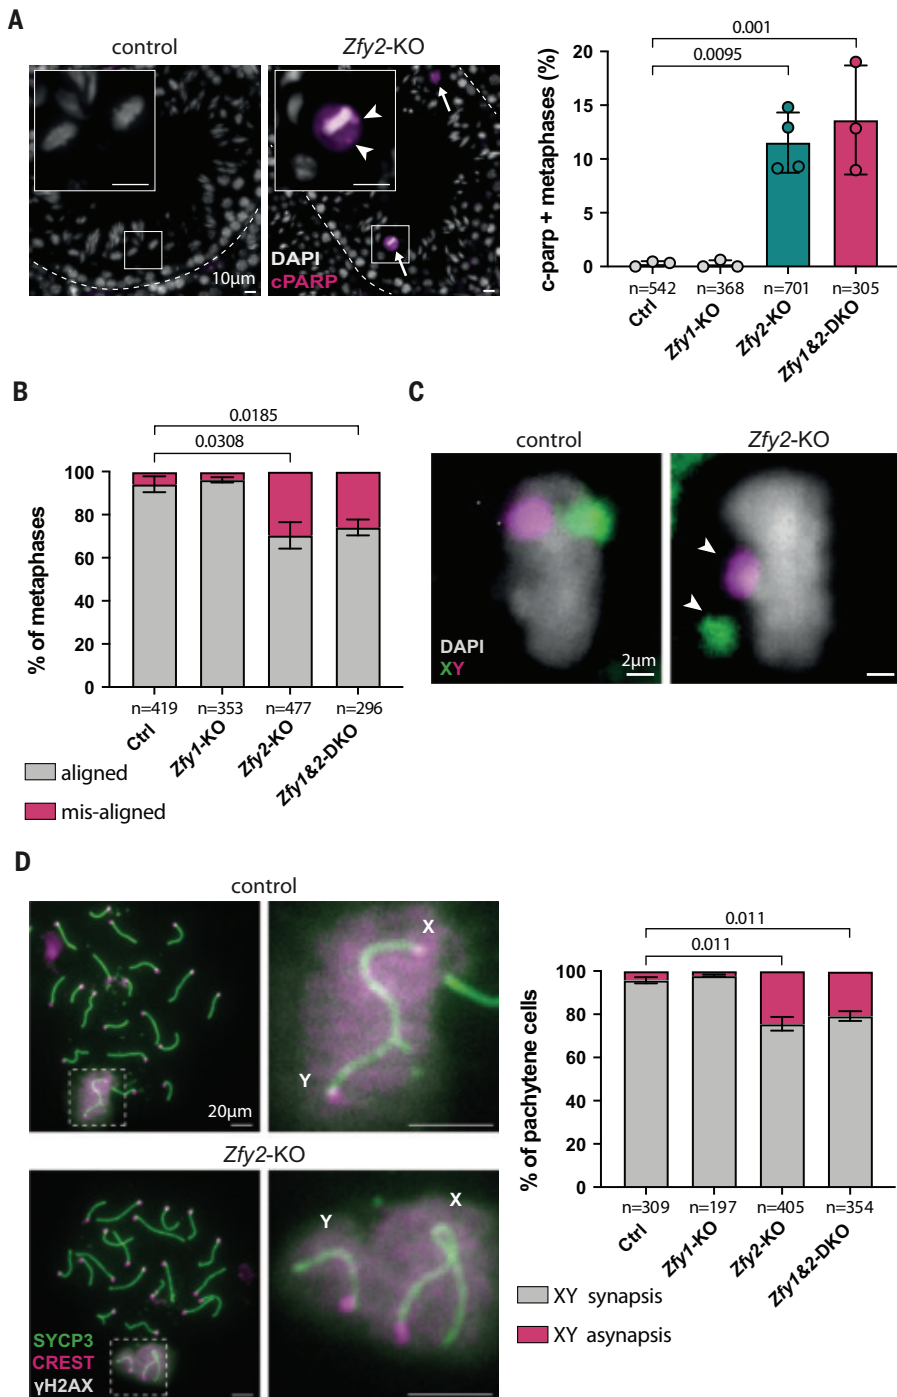 A
control
Zfy2-KO
DAPI
cPARP
10µm
c-parp + metaphases (%)
20
15
10
5
0
0.001
0.0095
n=542
n=368
n=701
n=305
Ctrl
Zfy1-KO
Zfy2-KO
Zfy1&2-DKO
B
0.0185
0.0308
% of metaphases
100
80
60
40
20
0
n=419
n=353
n=477
n=296
Ctrl
Zfy1-KO
Zfy2-KO
Zfy1&2-DKO
aligned
mis-aligned
C
control
Zfy2-KO
DAPI
XY
2µm
D
control
X
Y
20µm
Zfy2-KO
Y
X
SYCP3
CREST
γH2AX
0.011
0.011
% of pachytene cells
100
80
60
40
20
0
n=309
n=197
n=405
n=354
Ctrl
Zfy1-KO
Zfy2-KO
Zfy1&2-DKO
XY synapsis
XY asynapsis